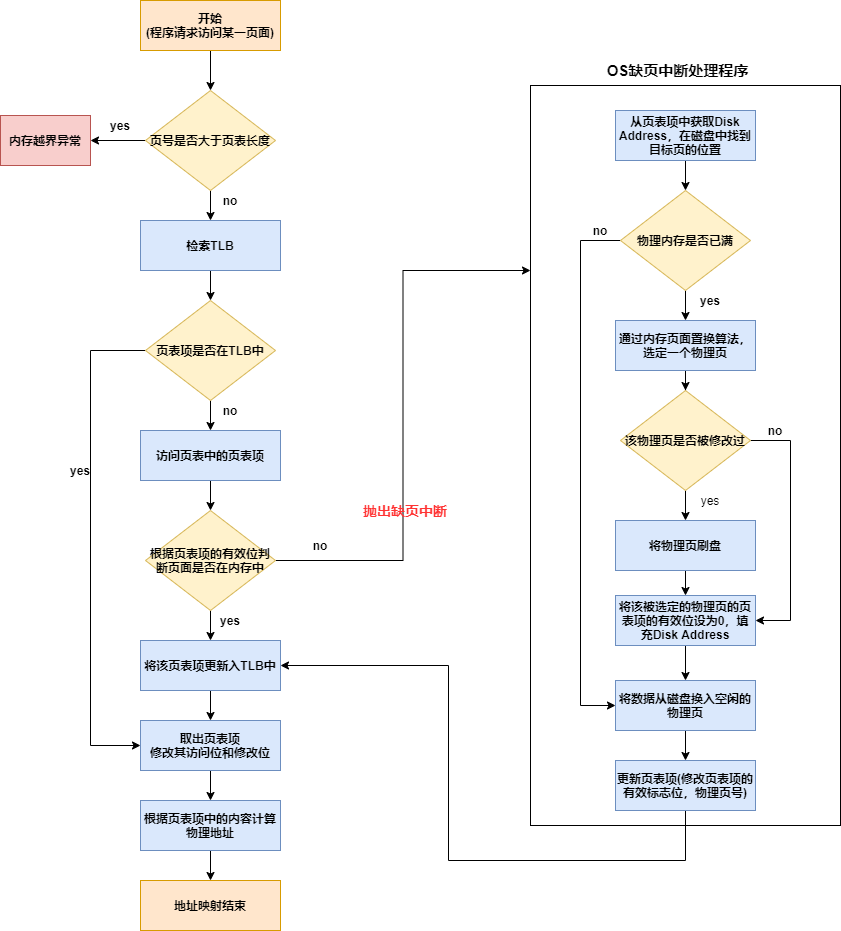 开始
(程序请求访问某一页面)
页号是否大于页表长度
yes
内存越界异常
no
检索TLB
页表项是否在TLB中
no
yes
访问页表中的页表项
根据页表项的有效位判
断页面是否在内存中
no
抛出缺页中断
yes
将该页表项更新入TLB中
取出页表项
修改其访问位和修改位
根据页表项中的内容计算
物理地址
地址映射结束
OS缺页中断处理程序
从页表项中获取Disk
Address，在磁盘中找到
目标页的位置
物理内存是否已满
no
yes
通过内存页面置换算法，
选定一个物理页
该物理页是否被修改过
no
yes
将物理页刷盘
将该被选定的物理页的页
表项的有效位设为0，填
充Disk Address
将数据从磁盘换入空闲的
物理页
更新页表项(修改页表项的
有效标志位，物理页号)